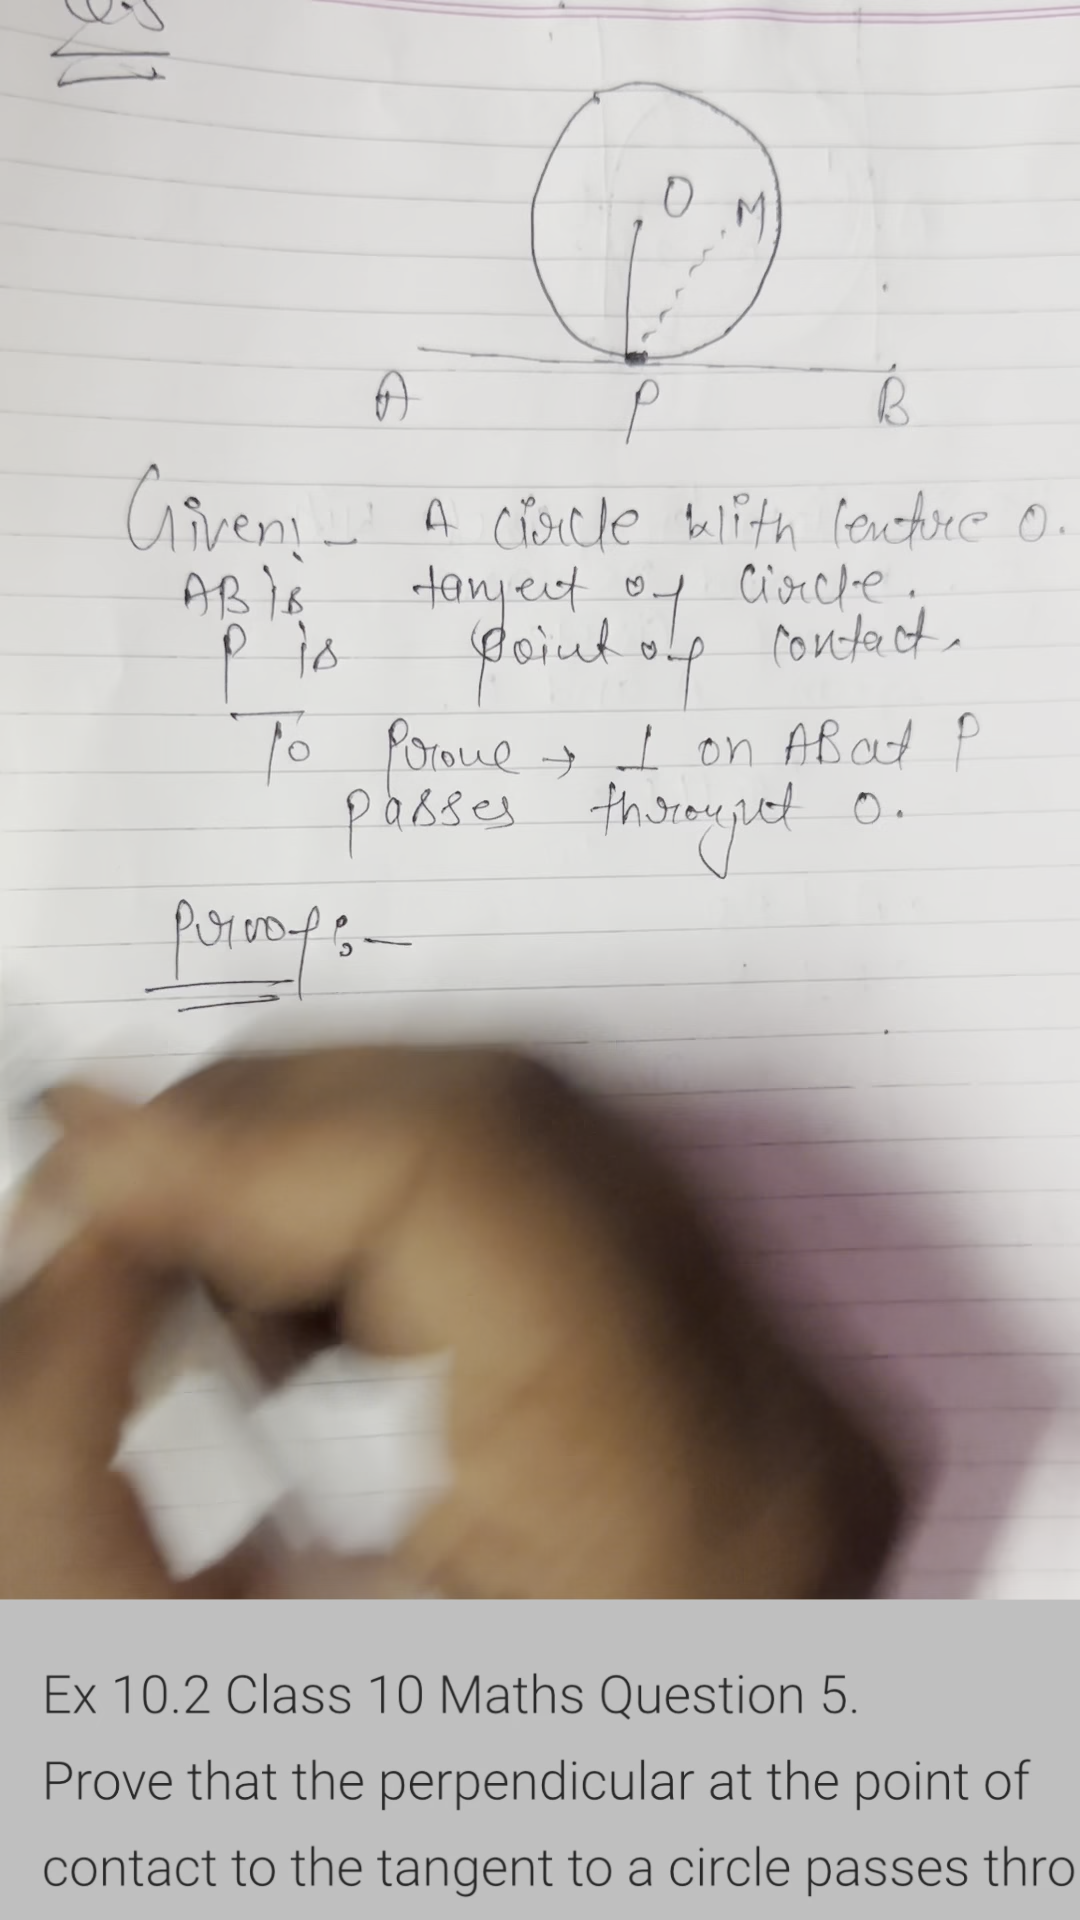 O
M
A P B
Given:- A circle with centre O.
AB is tangent of circle.
P is point of contact.
To Prove → ⊥ on AB at P
passes through O.
Proof:-
Ex 10.2 Class 10 Maths Question 5.
Prove that the perpendicular at the point of
contact to the tangent to a circle passes thro